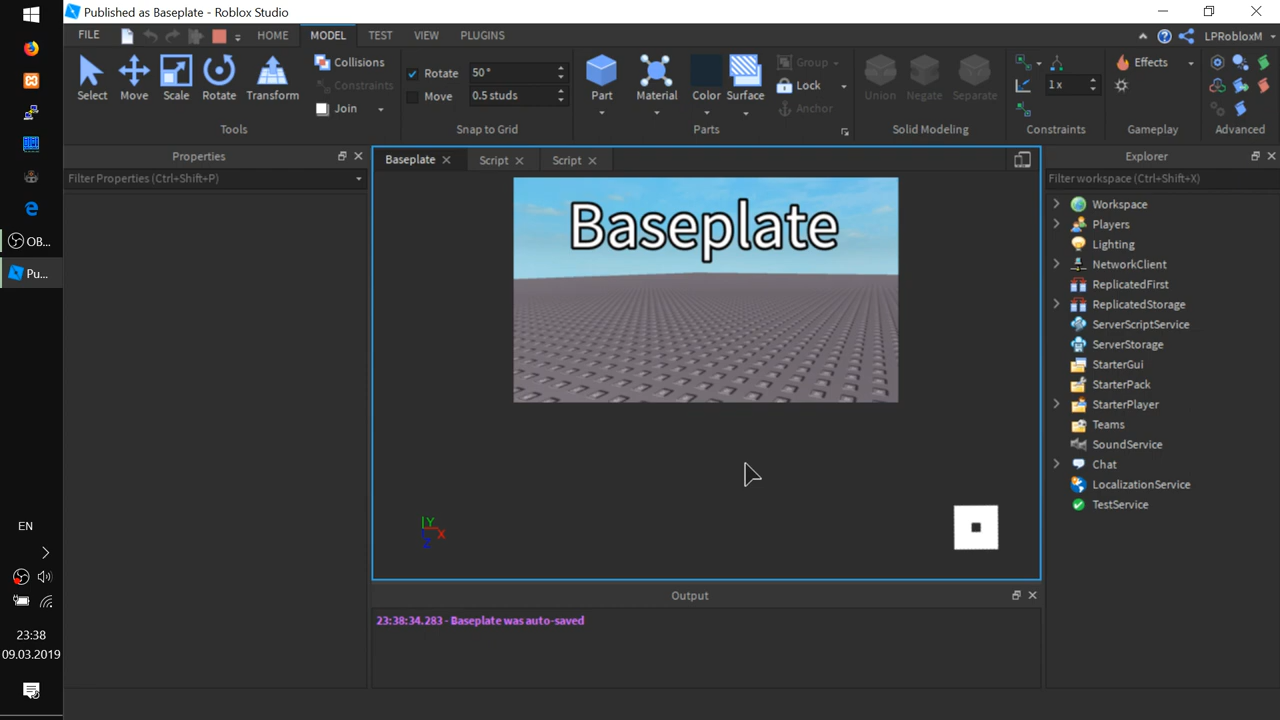 Published as Baseplate - Roblox Studio
FILE
HOME
MODEL
TEST
VIEW
PLUGINS
LPRobloxM
Select
Move
Scale
Rotate
Transform
Collisions
Constraints
Join
Tools
Rotate
50 °
Move
0.5 studs
Snap to Grid
Part
Material
Color
Surface
Group
Lock
Anchor
Parts
Union
Negate
Separate
Solid Modeling
1 x
Constraints
Effects
Gameplay
Advanced
Properties
Filter Properties (Ctrl+Shift+P)
Baseplate
Script
Script
Baseplate
Y
X
Z
Output
23:38:34.283 - Baseplate was auto-saved
Explorer
Filter workspace (Ctrl+Shift+X)
Workspace
Players
Lighting
NetworkClient
ReplicatedFirst
ReplicatedStorage
ServerScriptService
ServerStorage
StarterGui
StarterPack
StarterPlayer
Teams
SoundService
Chat
LocalizationService
TestService
OB...
Pu...
EN
23:38
09.03.2019